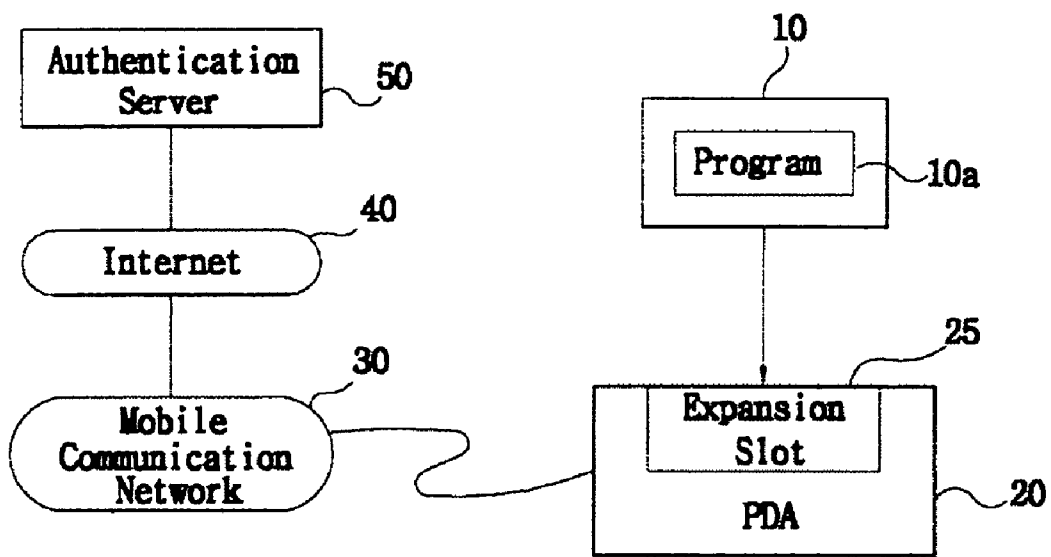 Authentication
Server
50
40
Internet
30
Mobile
Communication
Network
10
Program
10a
25
Expansion
Slot
PDA
20